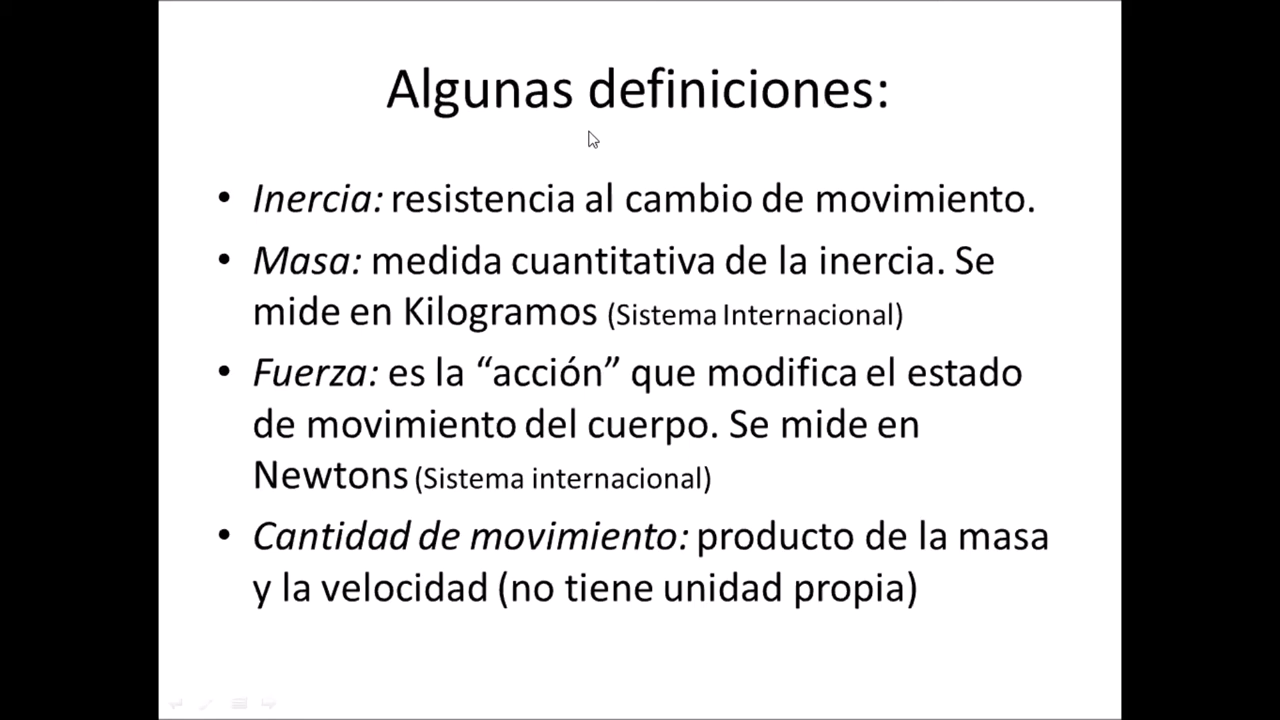 Algunas definiciones:
• Inercia: resistencia al cambio de movimiento.
• Masa: medida cuantitativa de la inercia. Se
mide en Kilogramos (Sistema Internacional)
• Fuerza: es la “acción” que modifica el estado
de movimiento del cuerpo. Se mide en
Newtons (Sistema internacional)
• Cantidad de movimiento: producto de la masa
y la velocidad (no tiene unidad propia)